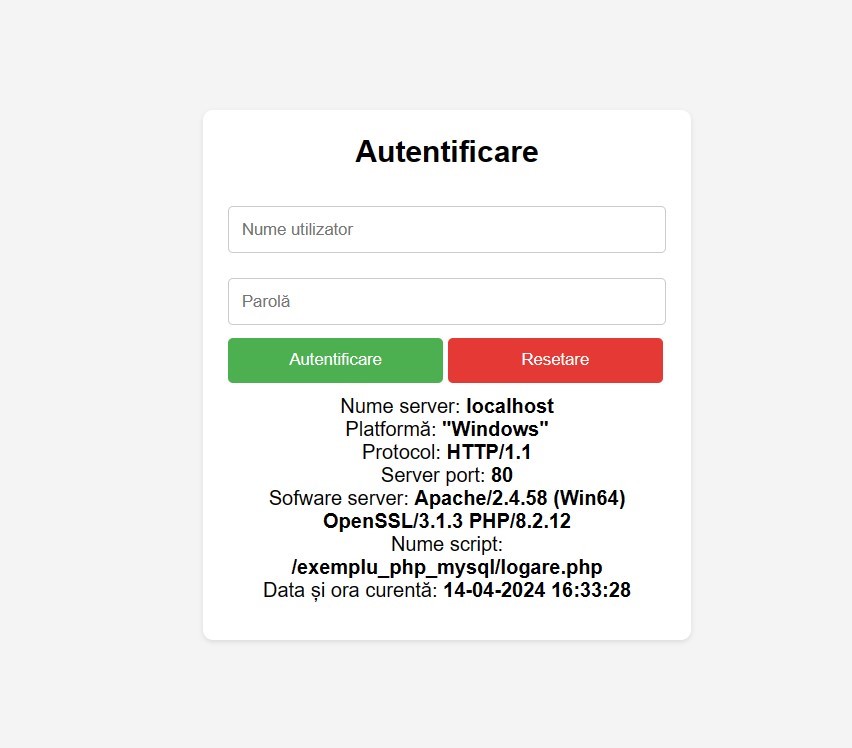 Autentificare
Nume utilizator
Parolă
Autentificare Resetare
Nume server: localhost
Platformă: "Windows"
Protocol: HTTP/1.1
Server port: 80
Sofware server: Apache/2.4.58 (Win64)
OpenSSL/3.1.3 PHP/8.2.12
Nume script:
/exemplu_php_mysql/logare.php
Data și ora curentă: 14-04-2024 16:33:28